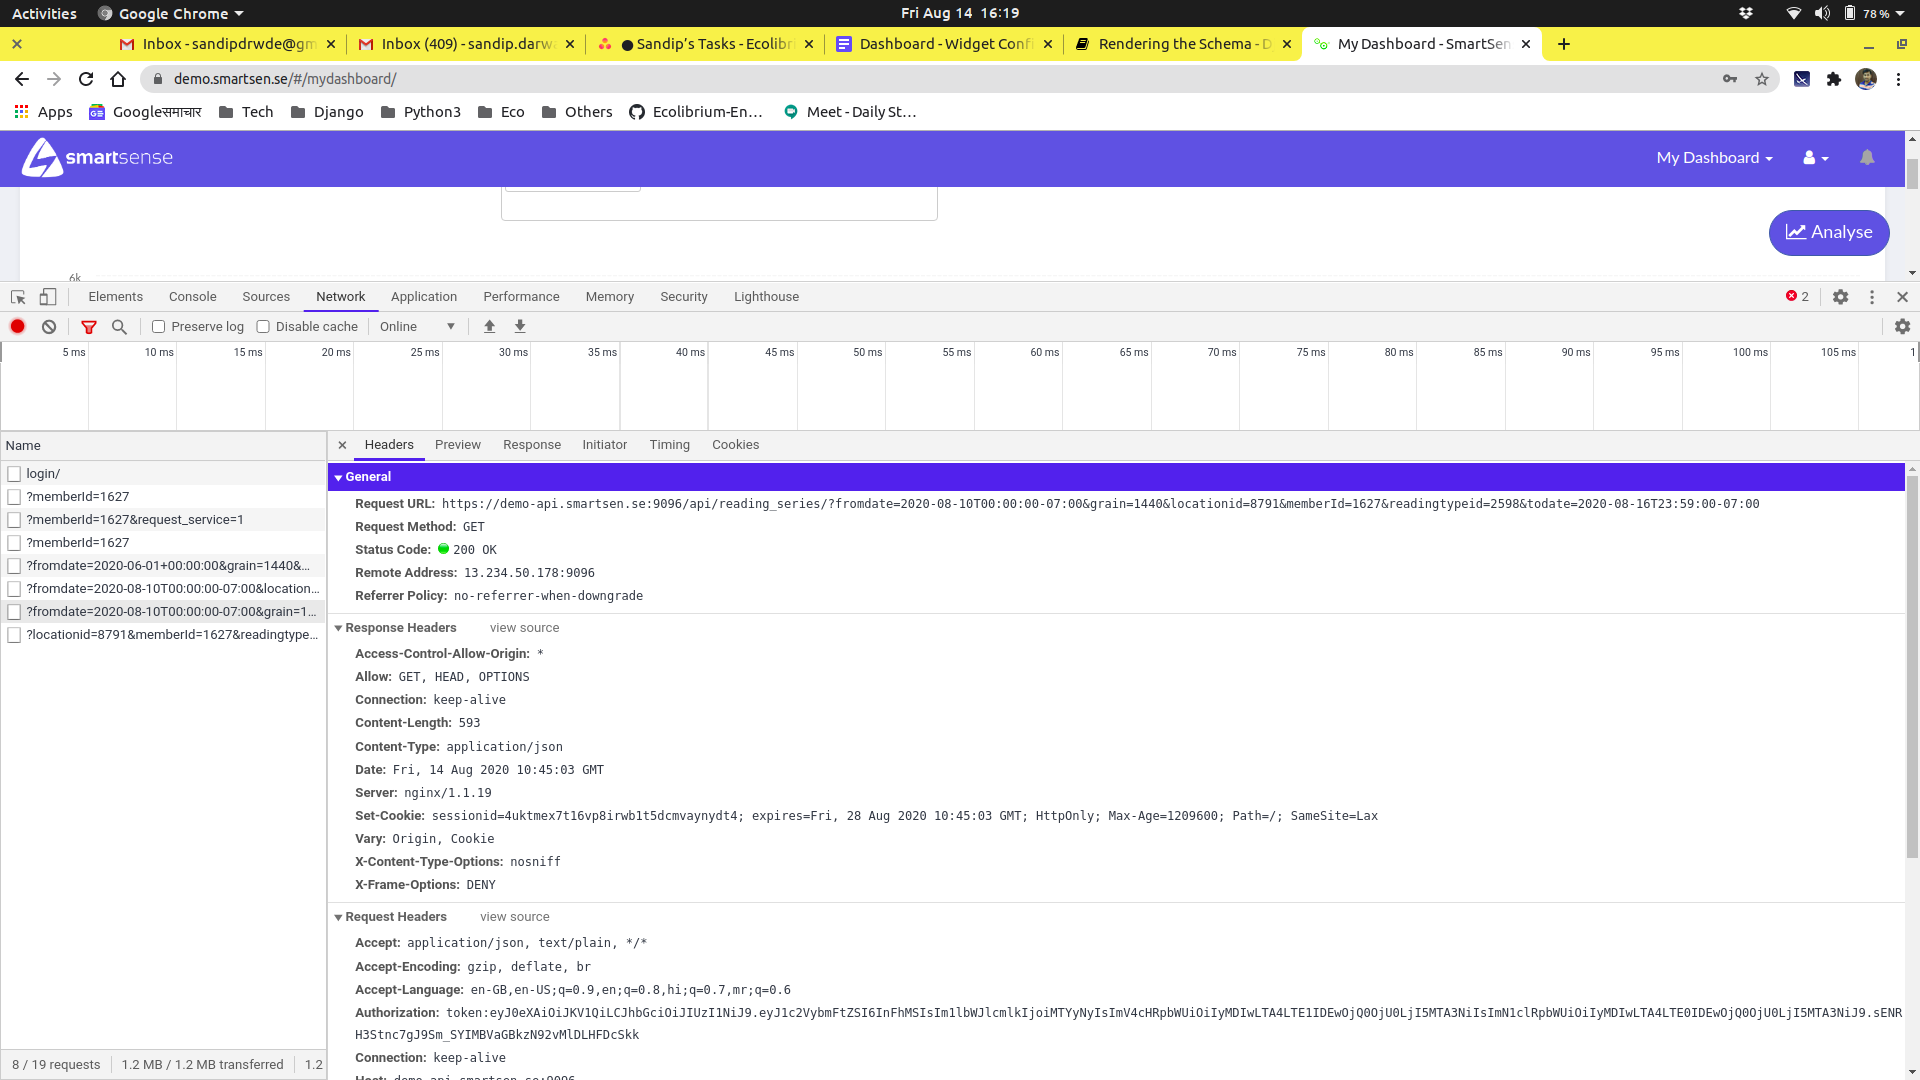 Activities Google Chrome Fri Aug 14 16:19 78 %
Inbox - sandipdrwde@gm Inbox (409) - sandip.darwa Sandip's Tasks - Ecolibri Dashboard - Widget Confi Rendering the Schema - D My Dashboard - SmartSen
demo.smartsen.se/#/mydashboard/
Apps Googleसमाचार Tech Django Python3 Eco Others Ecolibrium-En… Meet - Daily St…
smartsense My Dashboard
Analyse
6k
Elements Console Sources Network Application Performance Memory Security Lighthouse 2
Preserve log Disable cache Online
5 ms 10 ms 15 ms 20 ms 25 ms 30 ms 35 ms 40 ms 45 ms 50 ms 55 ms 60 ms 65 ms 70 ms 75 ms 80 ms 85 ms 90 ms 95 ms 100 ms 105 ms 1
Name
login/
?memberId=1627
?memberId=1627&request_service=1
?memberId=1627
?fromdate=2020-06-01+00:00:00&grain=1440&…
?fromdate=2020-08-10T00:00:00-07:00&location…
?fromdate=2020-08-10T00:00:00-07:00&grain=1…
?locationid=8791&memberId=1627&readingtype…
8 / 19 requests 1.2 MB / 1.2 MB transferred 1.2
Headers Preview Response Initiator Timing Cookies
General
Request URL: https://demo-api.smartsen.se:9096/api/reading_series/?fromdate=2020-08-10T00:00:00-07:00&grain=1440&locationid=8791&memberId=1627&readingtypeid=2598&todate=2020-08-16T23:59:00-07:00
Request Method: GET
Status Code: 200 OK
Remote Address: 13.234.50.178:9096
Referrer Policy: no-referrer-when-downgrade
Response Headers view source
Access-Control-Allow-Origin: *
Allow: GET, HEAD, OPTIONS
Connection: keep-alive
Content-Length: 593
Content-Type: application/json
Date: Fri, 14 Aug 2020 10:45:03 GMT
Server: nginx/1.1.19
Set-Cookie: sessionid=4uktmex7t16vp8irwb1t5dcmvaynydt4; expires=Fri, 28 Aug 2020 10:45:03 GMT; HttpOnly; Max-Age=1209600; Path=/; SameSite=Lax
Vary: Origin, Cookie
X-Content-Type-Options: nosniff
X-Frame-Options: DENY
Request Headers view source
Accept: application/json, text/plain, */*
Accept-Encoding: gzip, deflate, br
Accept-Language: en-GB,en-US;q=0.9,en;q=0.8,hi;q=0.7,mr;q=0.6
Authorization: token:eyJ0eXAiOiJKV1QiLCJhbGciOiJIUzI1NiJ9.eyJ1c2VybmFtZSI6InFhMSIsIm1lbWJlcmlkIjoiMTYyNyIsImV4cHRpbWUiOiIyMDIwLTA4LTE1IDEwOjQ0OjU0LjI5MTA3NiIsImN1clRpbWUiOiIyMDIwLTA4LTE0IDEwOjQ0OjU0LjI5MTA3NiJ9.sENR
H3Stnc7gJ9Sm_SYIMBVaGBkzN92vMlDLHFDcSkk
Connection: keep-alive
Host: demo-api.smartsen.se:9096